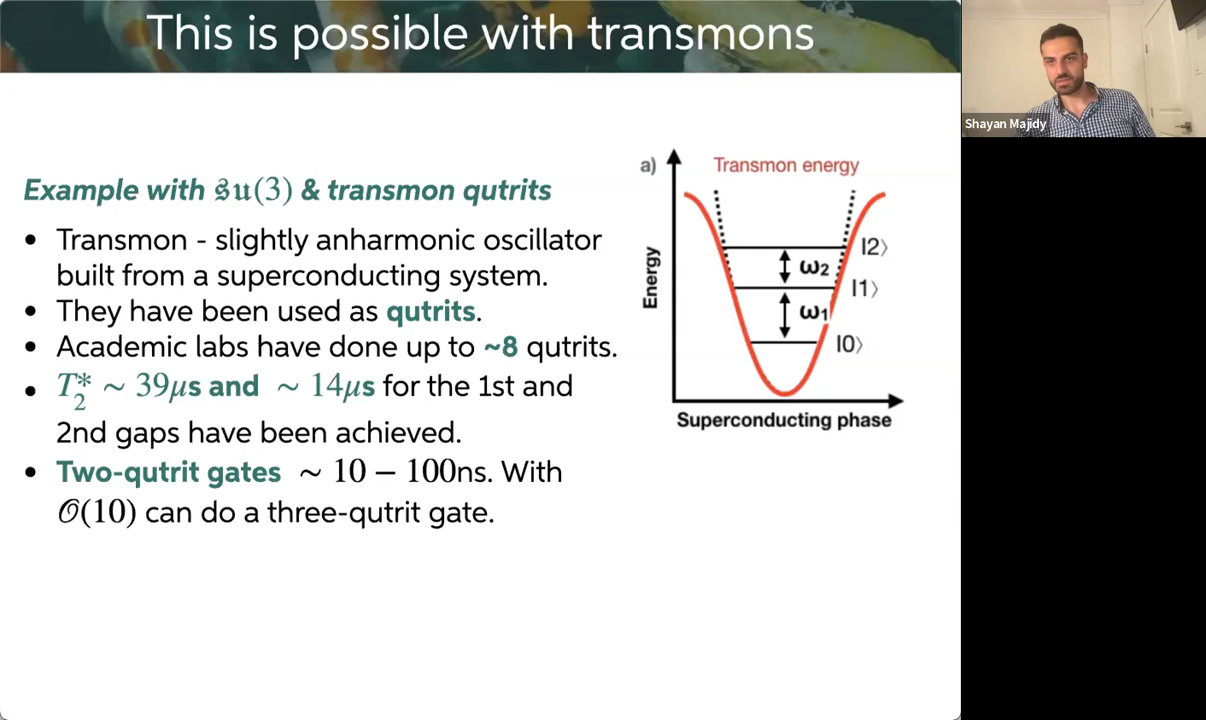 This is possible with transmons
Shayan Majidy
Example with 𝔰𝔲(3) & transmon qutrits
• Transmon - slightly anharmonic oscillator
built from a superconducting system.
• They have been used as qutrits.
• Academic labs have done up to ~8 qutrits.
• T₂* ∼ 39μs and ∼ 14μs for the 1st and
2nd gaps have been achieved.
• Two-qutrit gates ∼ 10 − 100ns. With
𝒪(10) can do a three-qutrit gate.
a)
Transmon energy
Energy
|2⟩
ω₂
|1⟩
ω₁
|0⟩
Superconducting phase